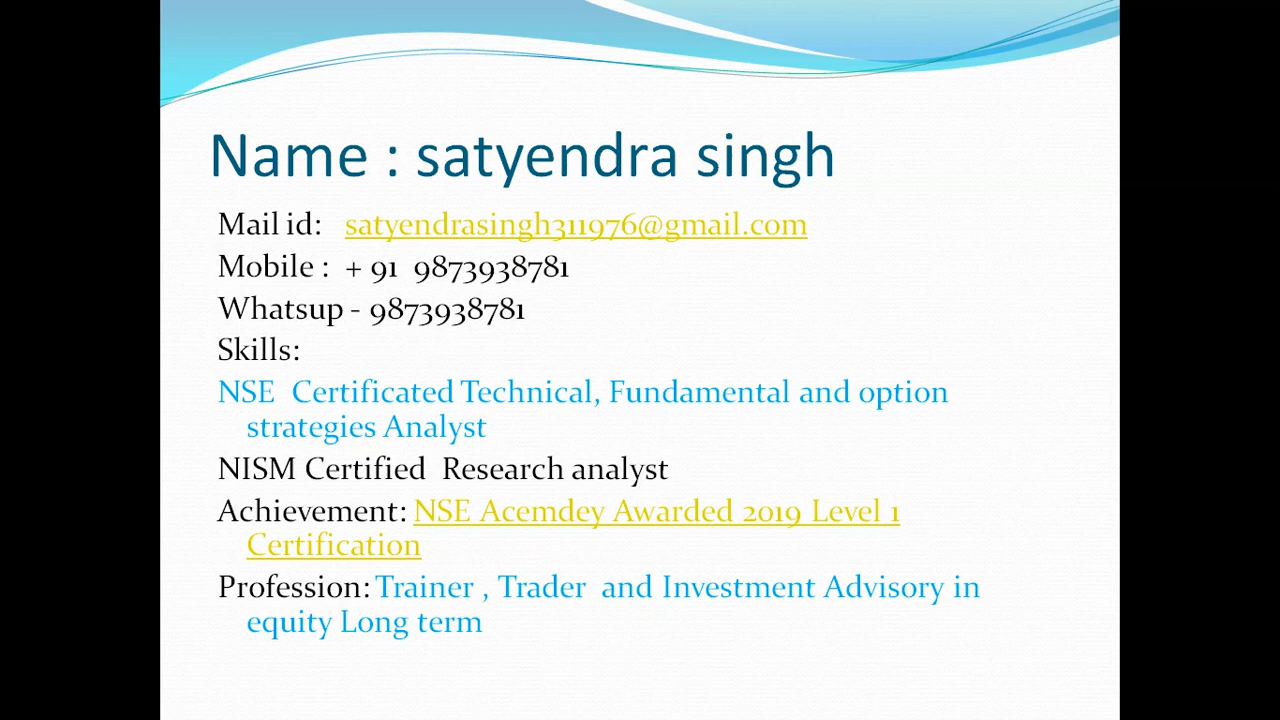 Name : satyendra singh
Mail id: satyendrasingh311976@gmail.com
Mobile : + 91 9873938781
Whatsup - 9873938781
Skills:
NSE Certificated Technical, Fundamental and option
strategies Analyst
NISM Certified Research analyst
Achievement: NSE Acemdey Awarded 2019 Level 1
Certification
Profession: Trainer , Trader and Investment Advisory in
equity Long term